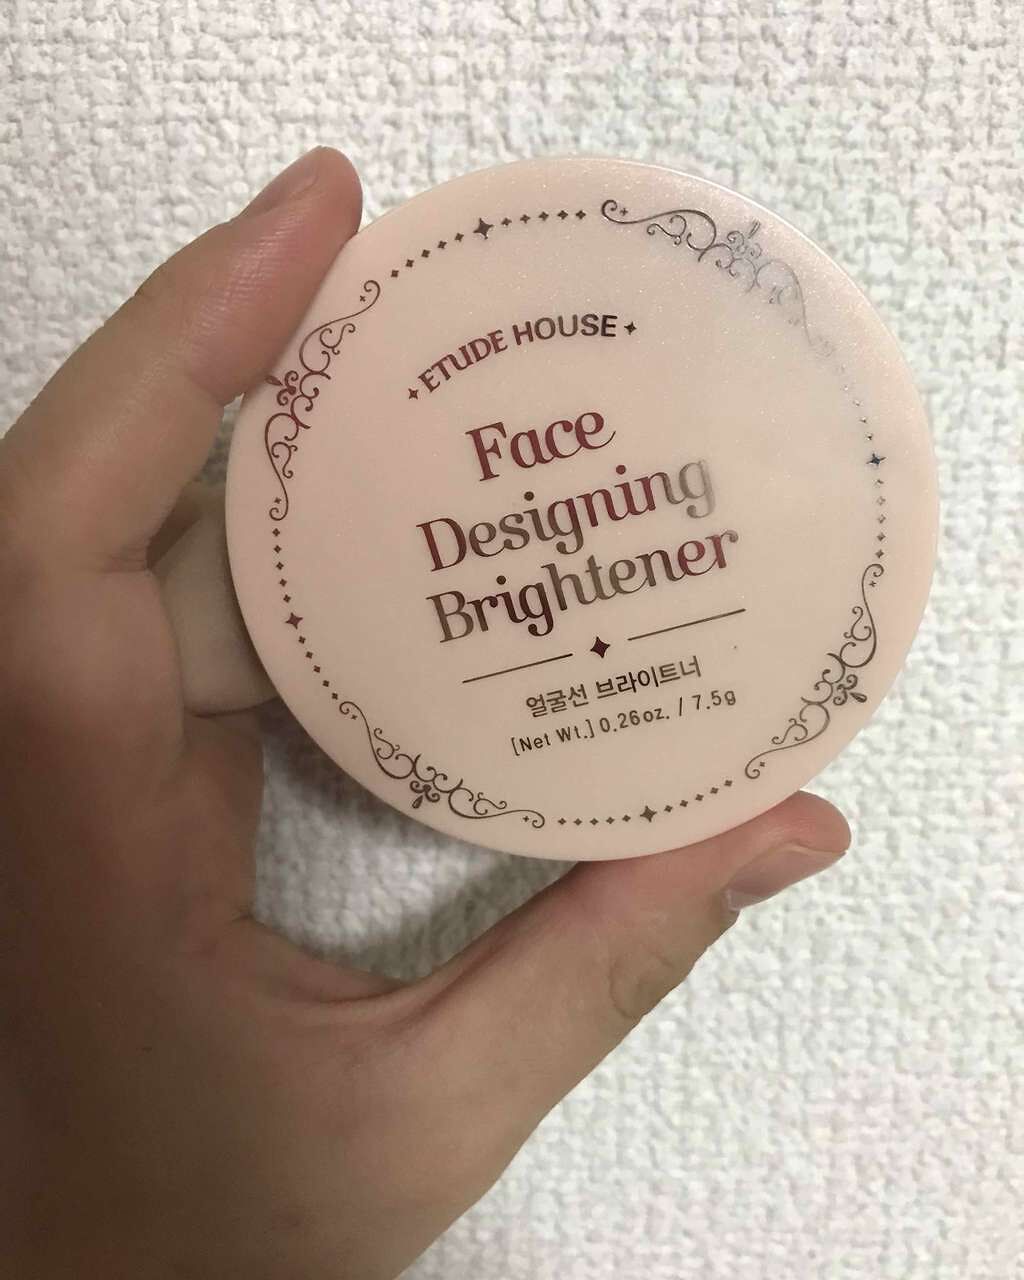 ETUDE HOUSE
Face
Designing
Brightener
얼굴선 브라이트너
[Net Wt.] 0.26oz. / 7.5g